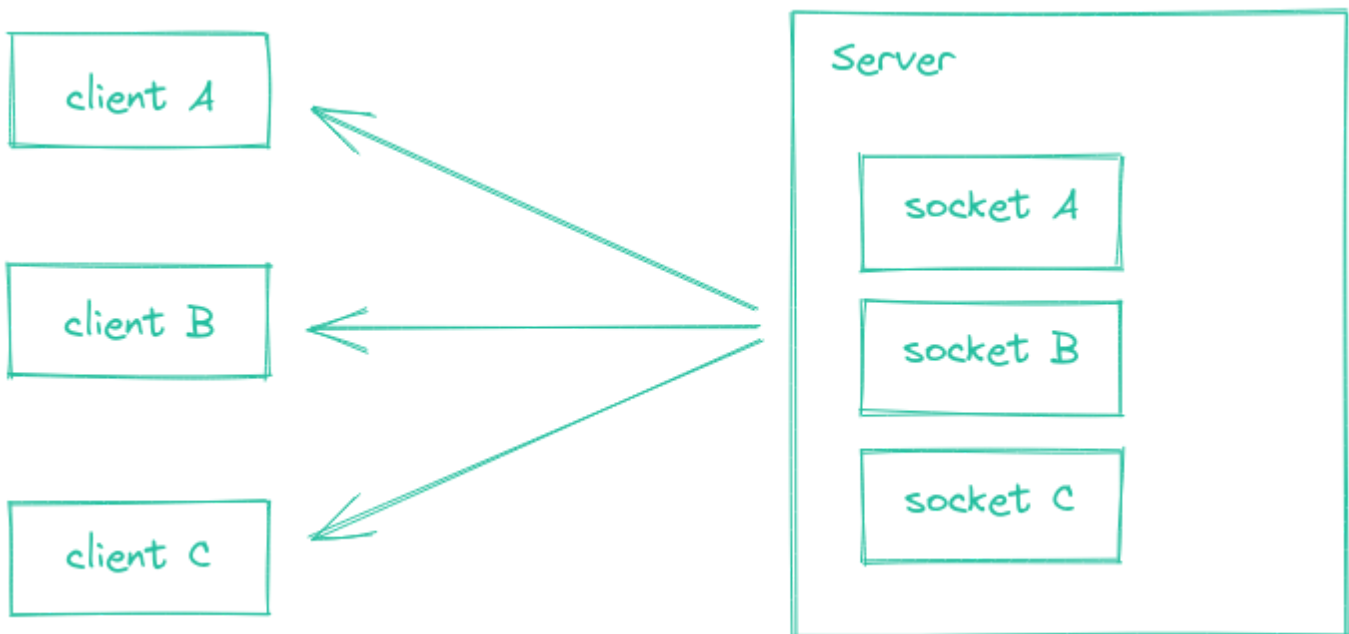 client A
client B
client C
Server
socket A
socket B
socket C